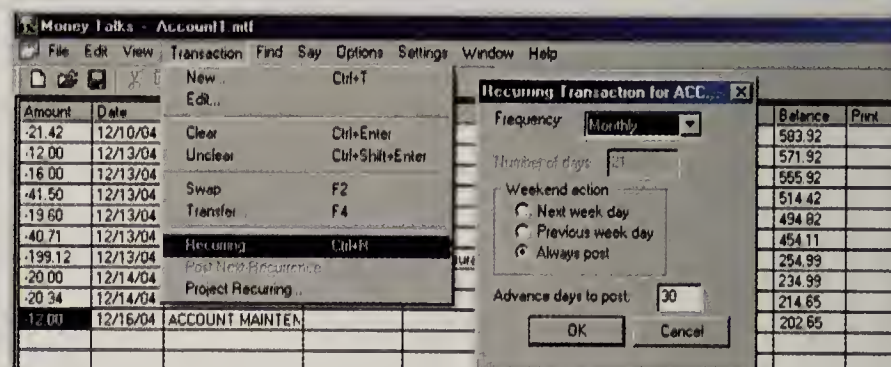 Money Talks - Account1.mtf
File Edit View Transaction Find Say Options Settings Window Help
New... Ctrl+T
Edit...
Clear Ctrl+Enter
Unclear Ctrl+Shift+Enter
Swap F2
Transfer... F4
Recurring... Ctrl+R
Post Next Recurrence
Project Recurring...
Recurring Transaction for ACC...
Frequency: Monthly
Number of days: 21
Weekend action
Next week day
Previous week day
Always post
Advance days to post: 30
OK Cancel
Amount Date Balance Print
-21.42 12/10/04 583.92
-12.00 12/13/04 571.92
-16.00 12/13/04 555.92
-41.50 12/13/04 514.42
-19.60 12/13/04 494.82
-40.71 12/13/04 454.11
-199.12 12/13/04 254.99
-20.00 12/14/04 234.99
-20.34 12/14/04 214.65
-12.00 12/16/04 ACCOUNT MAINTEN 202.65